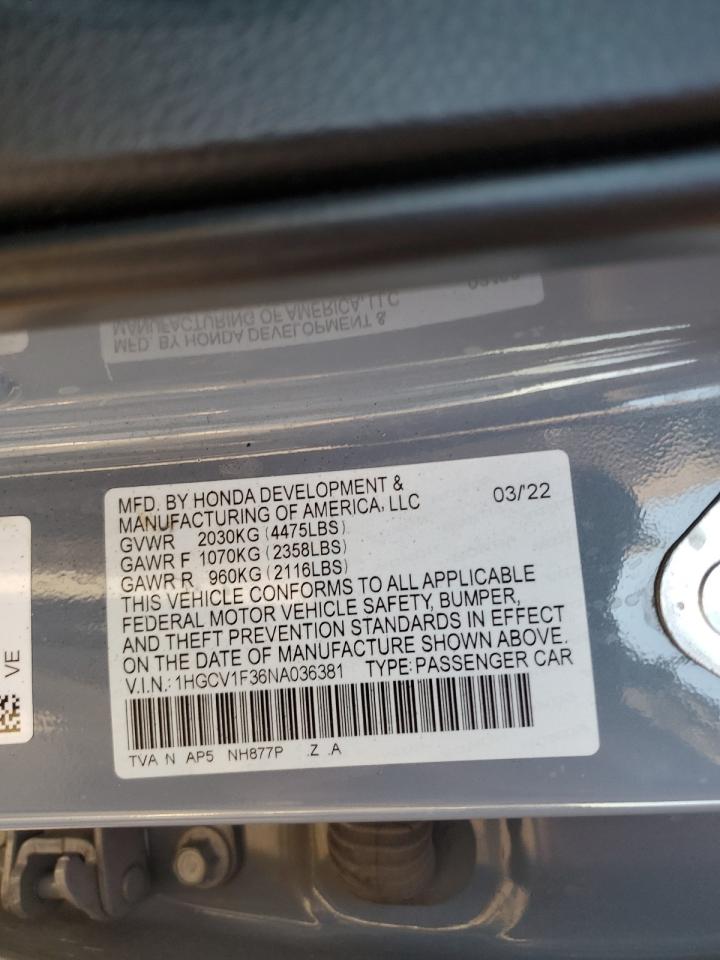 MANUFACTURING OF AMERICA, LLC
MFD. BY HONDA DEVELOPMENT &
MFD. BY HONDA DEVELOPMENT & 03/'22
MANUFACTURING OF AMERICA, LLC
GVWR 2030KG (4475LBS)
GAWR F 1070KG (2358LBS)
GAWR R 960KG (2116LBS)
THIS VEHICLE CONFORMS TO ALL APPLICABLE
FEDERAL MOTOR VEHICLE SAFETY, BUMPER,
AND THEFT PREVENTION STANDARDS IN EFFECT
ON THE DATE OF MANUFACTURE SHOWN ABOVE.
V.I.N.: 1HGCV1F36NA036381 TYPE: PASSENGER CAR
TVA N AP5 NH877P .Z .A
VE